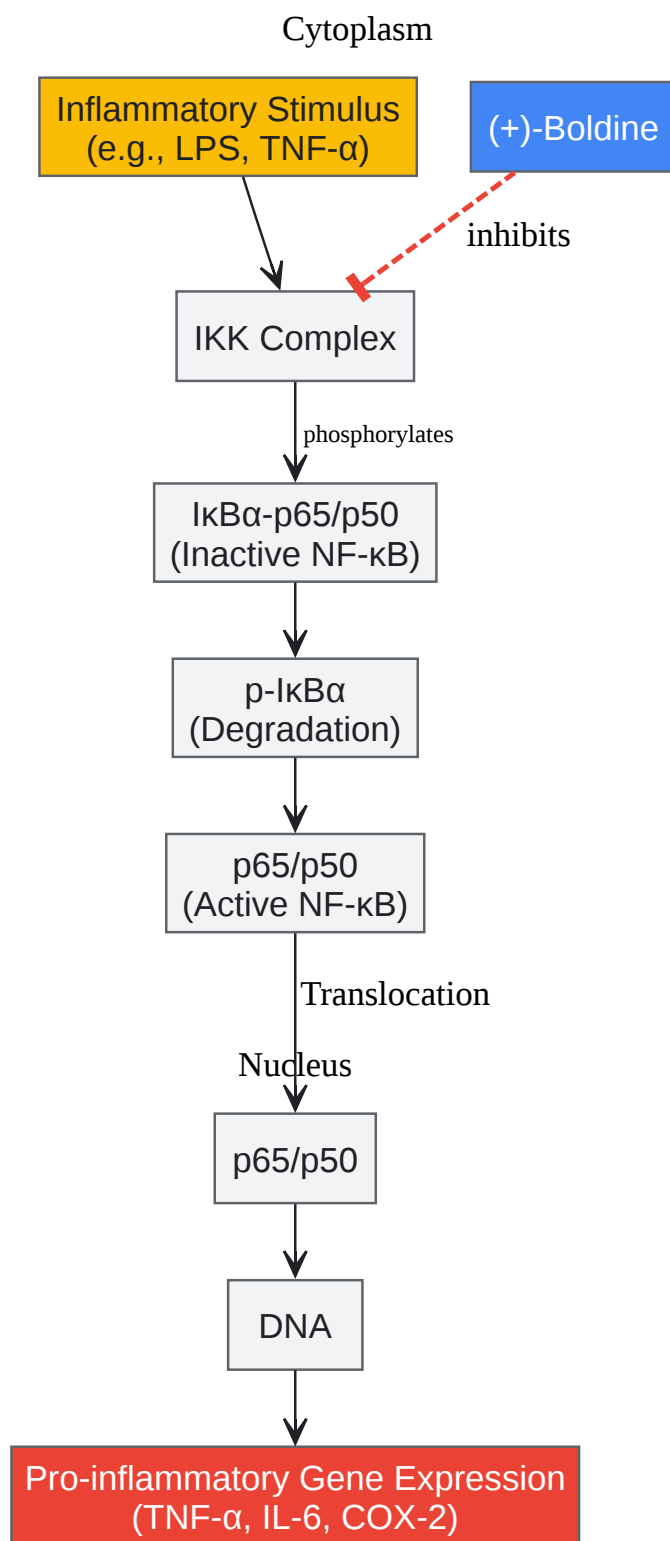 Cytoplasm
Inflammatory Stimulus
(e.g., LPS, TNF-α)
(+)-Boldine
inhibits
IKK Complex
phosphorylates
IκBα-p65/p50
(Inactive NF-κB)
p-IκBα
(Degradation)
p65/p50
(Active NF-κB)
Translocation
Nucleus
p65/p50
DNA
Pro-inflammatory Gene Expression
(TNF-α, IL-6, COX-2)